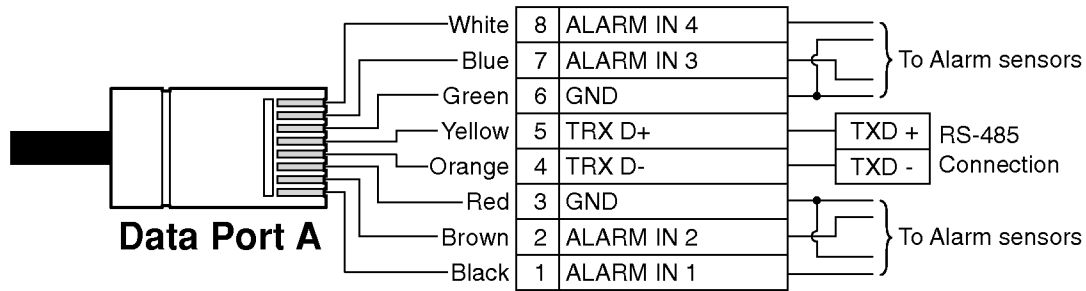 White 8 ALARM IN 4
Blue 7 ALARM IN 3 To Alarm sensors
Green 6 GND
Yellow 5 TRX D+ TXD + RS-485
Orange 4 TRX D- TXD - Connection
Red 3 GND
Data Port A Brown 2 ALARM IN 2 To Alarm sensors
Black 1 ALARM IN 1